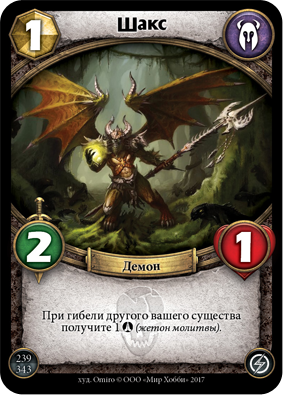 1
Шакс
2
1
Демон
При гибели другого вашего существа
получите 1 (жетон молитвы).
239
343
худ. Omiro © ООО «Мир Хобби» 2017